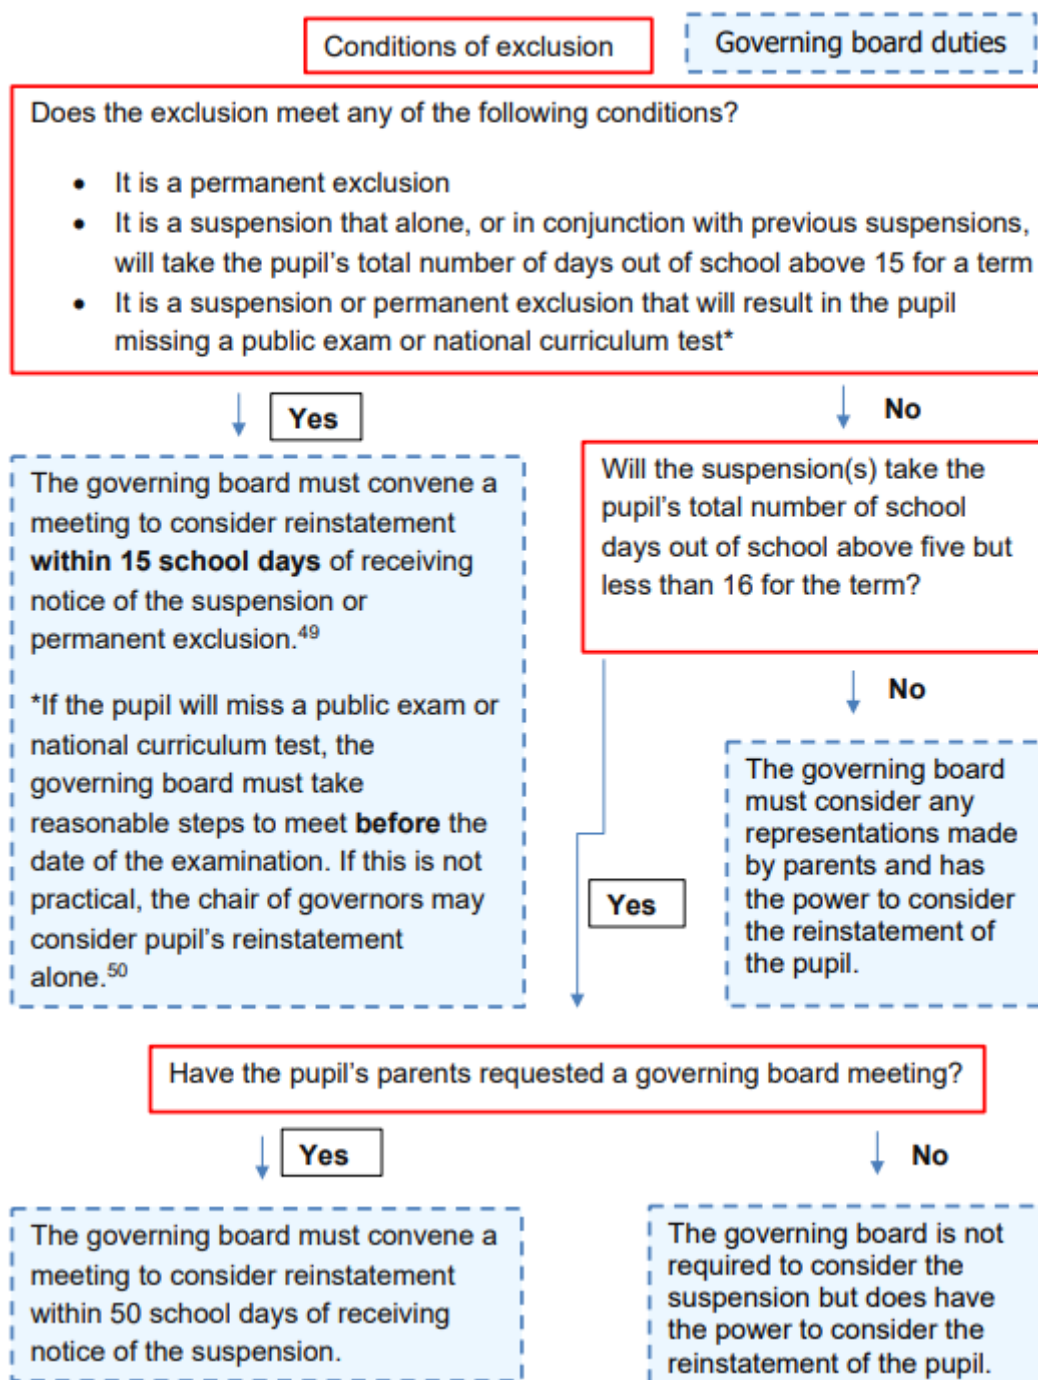 Conditions of exclusion
Governing board duties
Does the exclusion meet any of the following conditions?
• It is a permanent exclusion
• It is a suspension that alone, or in conjunction with previous suspensions,
will take the pupil's total number of days out of school above 15 for a term
• It is a suspension or permanent exclusion that will result in the pupil
missing a public exam or national curriculum test*
Yes
No
The governing board must convene a
meeting to consider reinstatement
within 15 school days of receiving
notice of the suspension or
permanent exclusion.49
*If the pupil will miss a public exam or
national curriculum test, the
governing board must take
reasonable steps to meet before the
date of the examination. If this is not
practical, the chair of governors may
consider pupil's reinstatement
alone.50
Will the suspension(s) take the
pupil's total number of school
days out of school above five but
less than 16 for the term?
No
The governing board
must consider any
representations made
by parents and has
the power to consider
the reinstatement of
the pupil.
Yes
Have the pupil's parents requested a governing board meeting?
Yes
No
The governing board must convene a
meeting to consider reinstatement
within 50 school days of receiving
notice of the suspension.
The governing board is not
required to consider the
suspension but does have
the power to consider the
reinstatement of the pupil.